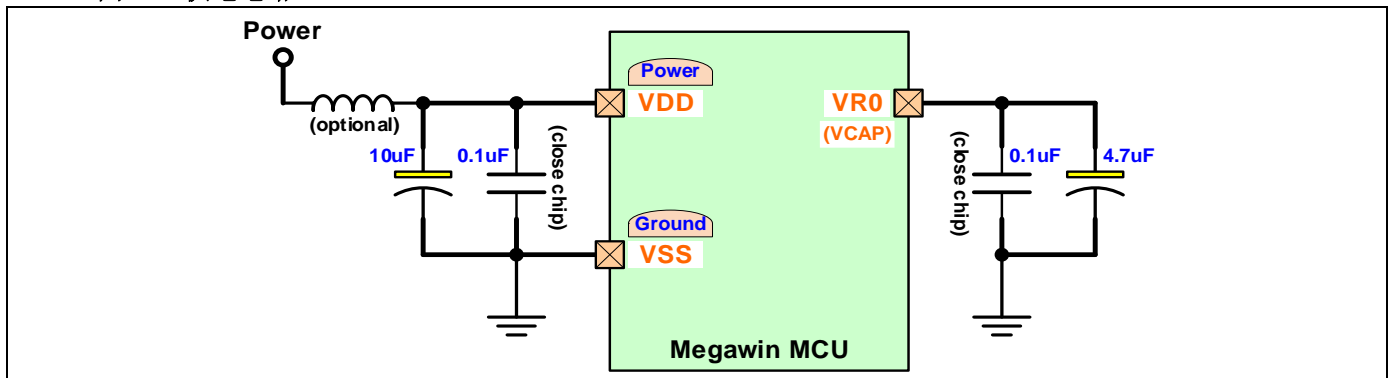 Power
Power
VDD
VR0
(VCAP)
(optional)
10uF
0.1uF
(close chip)
(close chip)
0.1uF
4.7uF
Ground
VSS
Megawin MCU